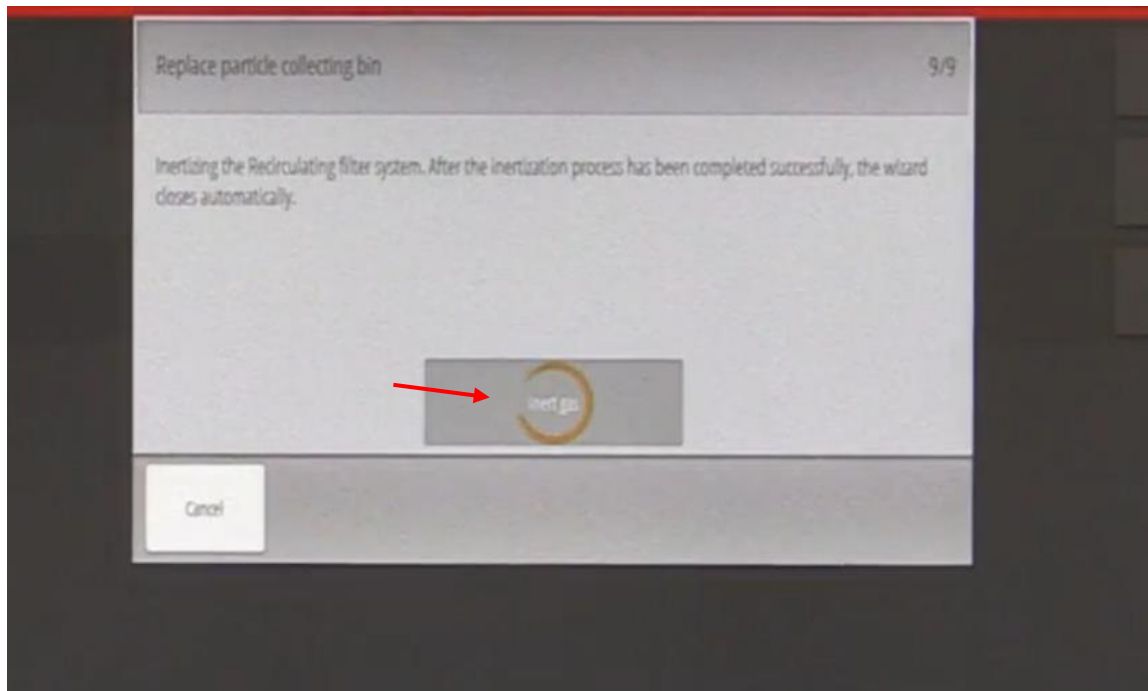 Replace particle collecting bin 9/9
Inertizing the Recirculating filter system. After the inertization process has been completed successfully, the wizard
closes automatically.
Inert gas
Cancel